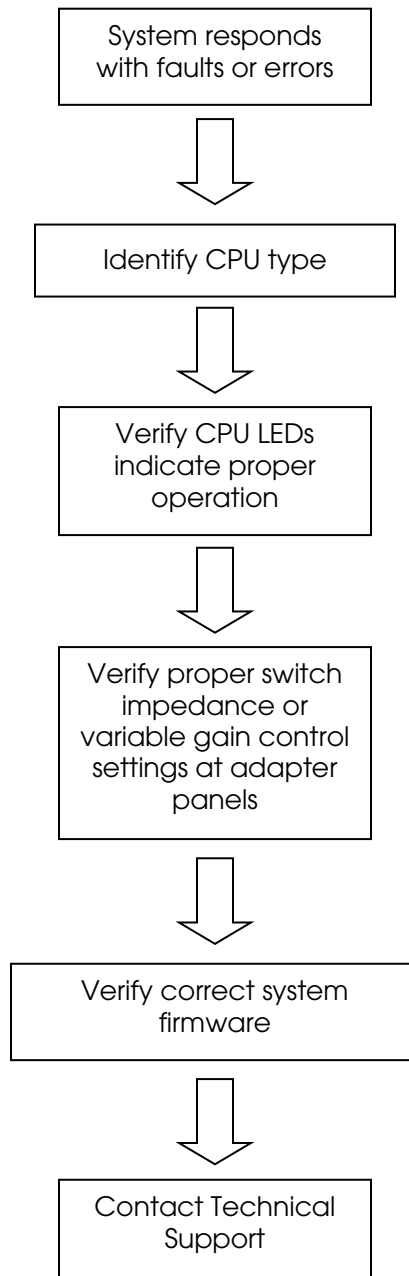 System responds
with faults or errors
Identify CPU type
Verify CPU LEDs
indicate proper
operation
Verify proper switch
impedance or
variable gain control
settings at adapter
panels
Verify correct system
firmware
Contact Technical
Support